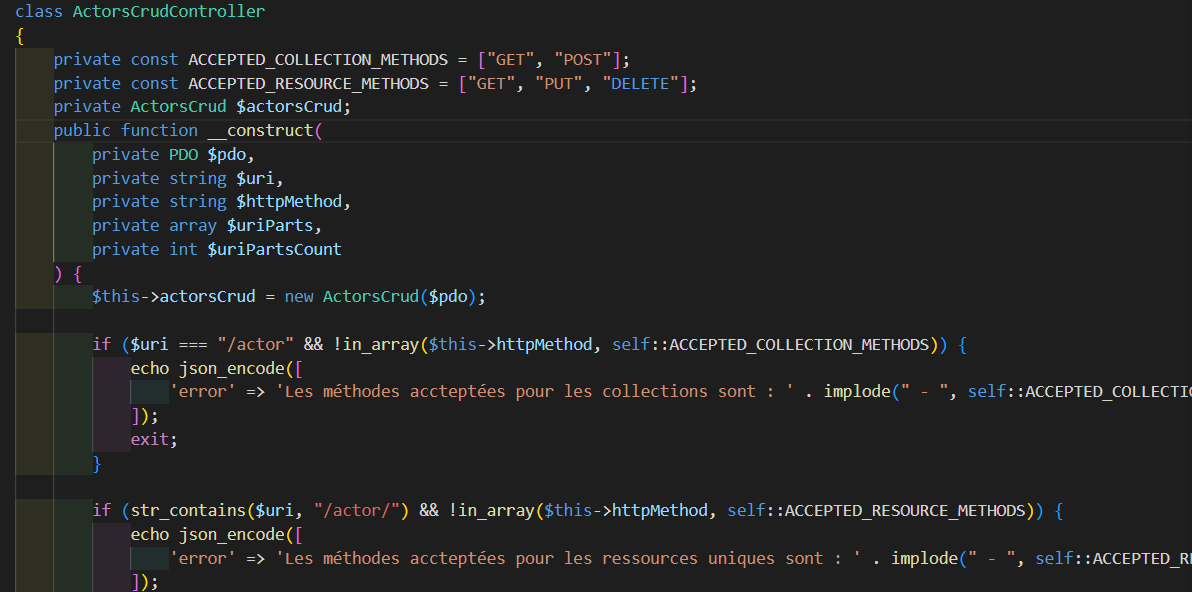 class ActorsCrudController
{
private const ACCEPTED_COLLECTION_METHODS = ["GET", "POST"];
private const ACCEPTED_RESOURCE_METHODS = ["GET", "PUT", "DELETE"];
private ActorsCrud $actorsCrud;
public function __construct(
private PDO $pdo,
private string $uri,
private string $httpMethod,
private array $uriParts,
private int $uriPartsCount
) {
$this->actorsCrud = new ActorsCrud($pdo);
if ($uri === "/actor" && !in_array($this->httpMethod, self::ACCEPTED_COLLECTION_METHODS)) {
echo json_encode([
'error' => 'Les méthodes accteptées pour les collections sont : ' . implode(" - ", self::ACCEPTED_COLLECTI
]);
exit;
}
if (str_contains($uri, "/actor/") && !in_array($this->httpMethod, self::ACCEPTED_RESOURCE_METHODS)) {
echo json_encode([
'error' => 'Les méthodes accteptées pour les ressources uniques sont : ' . implode(" - ", self::ACCEPTED_R
]);